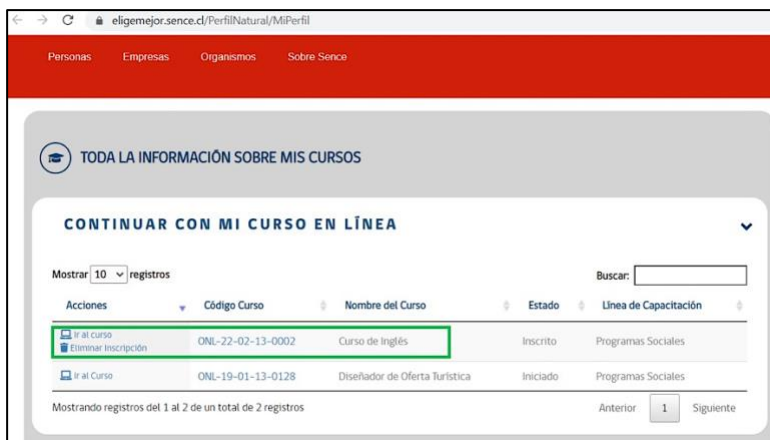 eligemejor.sence.cl/PerfilNatural/MiPerfil
Personas Empresas Organismos Sobre Sence
TODA LA INFORMACIÓN SOBRE MIS CURSOS
CONTINUAR CON MI CURSO EN LÍNEA
Mostrar 10 registros Buscar:
Acciones Código Curso Nombre del Curso Estado Línea de Capacitación
Ir al curso
Eliminar Inscripción ONL-22-02-13-0002 Curso de Inglés Inscrito Programas Sociales
Ir al Curso ONL-19-01-13-0128 Diseñador de Oferta Turística Iniciado Programas Sociales
Mostrando registros del 1 al 2 de un total de 2 registros Anterior 1 Siguiente